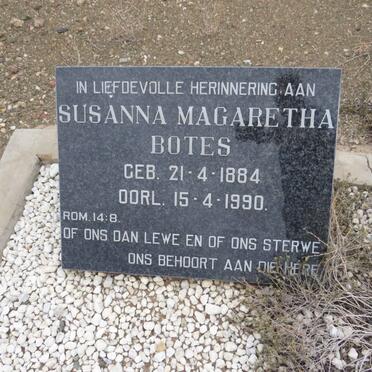 IN LIEFDEVOLLE HERINNERING AAN
SUSANNA MAGARETHA
BOTES
GEB. 21-4-1884
OORL. 15-4-1990.
ROM. 14:8.
OF ONS DAN LEWE EN OF ONS STERWE
ONS BEHOORT AAN DIE HERE